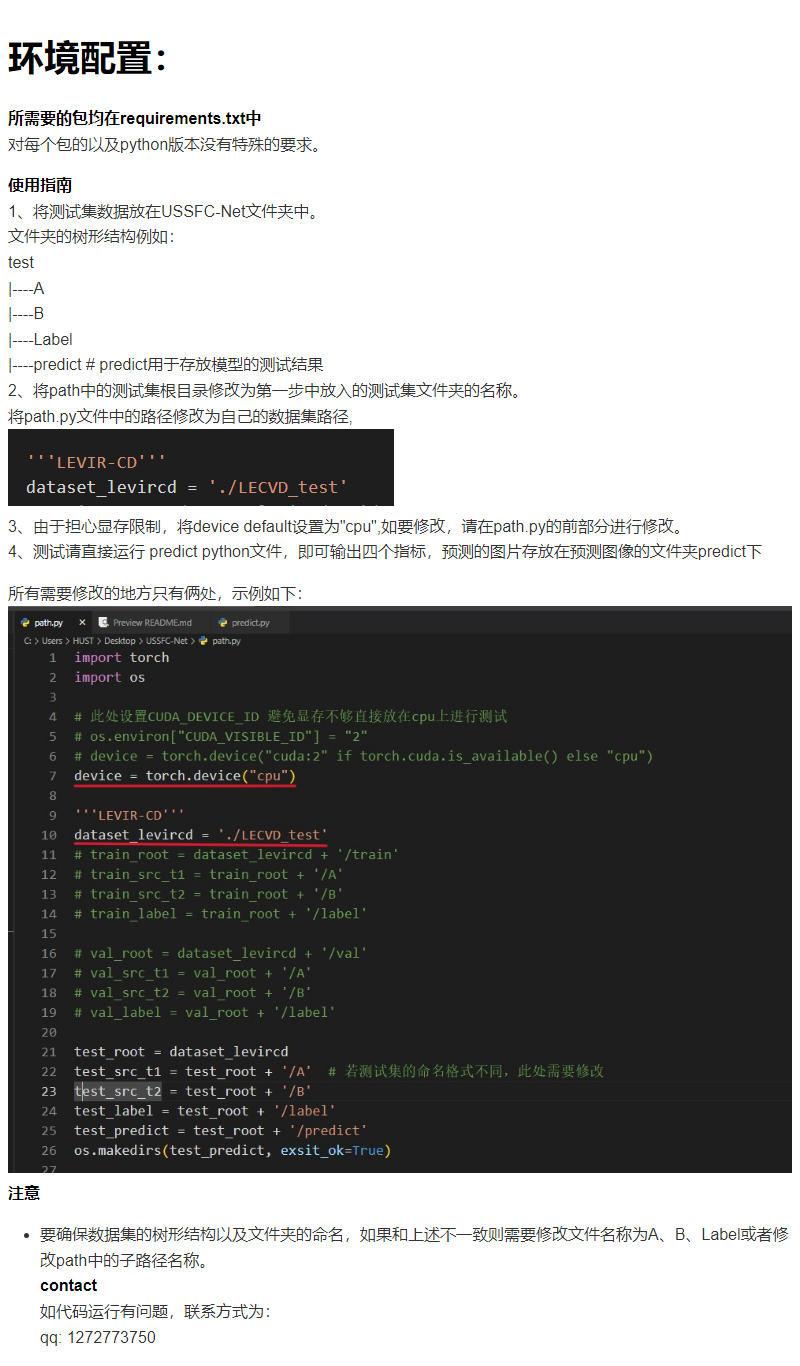 环境配置：
所需要的包均在requirements.txt中
对每个包的以及python版本没有特殊的要求。
使用指南
1、将测试集数据放在USSFC-Net文件夹中。
文件夹的树形结构例如：
test
|----A
|----B
|----Label
|----predict # predict用于存放模型的测试结果
2、将path中的测试集根目录修改为第一步中放入的测试集文件夹的名称。
将path.py文件中的路径修改为自己的数据集路径,
'''LEVIR-CD'''
dataset_levircd = './LECVD_test'
3、由于担心显存限制，将device default设置为"cpu",如要修改，请在path.py的前部分进行修改。
4、测试请直接运行 predict python文件，即可输出四个指标，预测的图片存放在预测图像的文件夹predict下
所有需要修改的地方只有俩处，示例如下：
path.py × Preview README.md predict.py
C: > Users > HUST > Desktop > USSFC-Net > path.py
1 import torch
2 import os
3
4 # 此处设置CUDA_DEVICE_ID 避免显存不够直接放在cpu上进行测试
5 # os.environ["CUDA_VISIBLE_ID"] = "2"
6 # device = torch.device("cuda:2" if torch.cuda.is_available() else "cpu")
7 device = torch.device("cpu")
8
9 '''LEVIR-CD'''
10 dataset_levircd = './LECVD_test'
11 # train_root = dataset_levircd + '/train'
12 # train_src_t1 = train_root + '/A'
13 # train_src_t2 = train_root + '/B'
14 # train_label = train_root + '/label'
15
16 # val_root = dataset_levircd + '/val'
17 # val_src_t1 = val_root + '/A'
18 # val_src_t2 = val_root + '/B'
19 # val_label = val_root + '/label'
20
21 test_root = dataset_levircd
22 test_src_t1 = test_root + '/A' # 若测试集的命名格式不同，此处需要修改
23 test_src_t2 = test_root + '/B'
24 test_label = test_root + '/label'
25 test_predict = test_root + '/predict'
26 os.makedirs(test_predict, exsit_ok=True)
27
注意
• 要确保数据集的树形结构以及文件夹的命名，如果和上述不一致则需要修改文件名称为A、B、Label或者修
改path中的子路径名称。
contact
如代码运行有问题，联系方式为：
qq: 1272773750